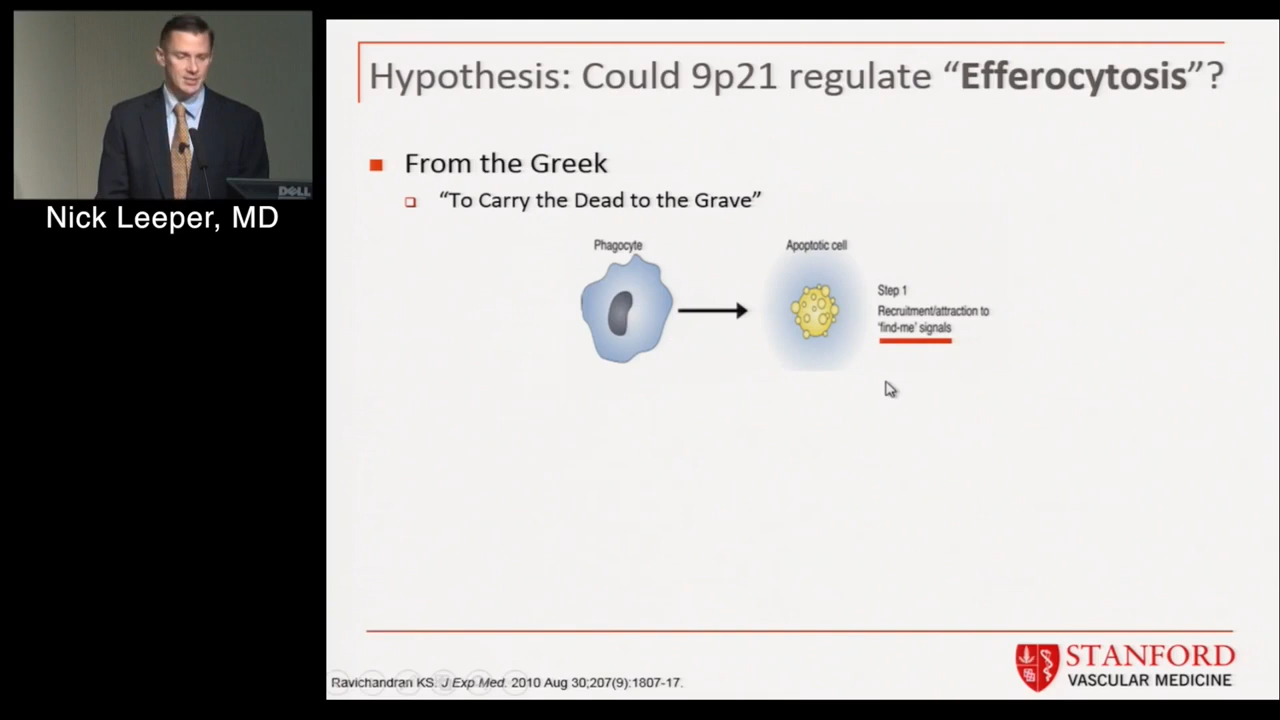 DELL
Nick Leeper, MD
Hypothesis: Could 9p21 regulate “Efferocytosis”?
From the Greek
“To Carry the Dead to the Grave”
Phagocyte
Apoptotic cell
Step 1
Recruitment/attraction to
‘find-me’ signals
STANFORD
VASCULAR MEDICINE
Ravichandran KS. J Exp Med. 2010 Aug 30;207(9):1807-17.